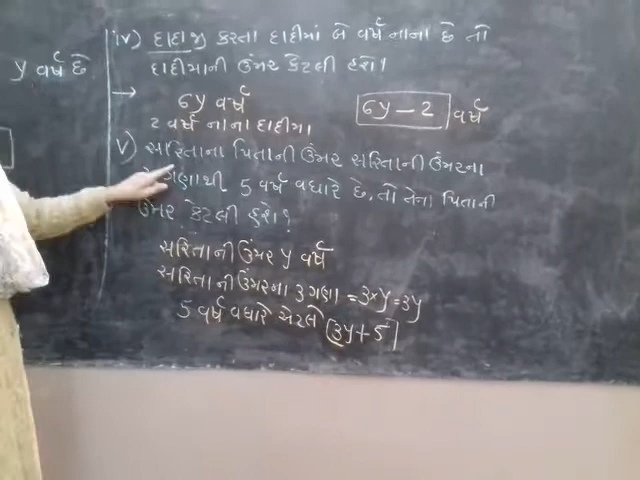 y વર્ષ છે
iv) દાદાજી કરતા દાદીમાં બે વર્ષ નાના છે તો
દાદીમાની ઉંમર કેટલી હશે?
→ 6y વર્ષ
2 વર્ષ નાના દાદીમા
6y − 2 વર્ષ
v) સરિતાના પિતાની ઉંમર સરિતાની ઉંમરના
ગણાથી 5 વર્ષ વધારે છે, તો તેના પિતાની
ઉંમર કેટલી હશે?
સરિતાની ઉંમર y વર્ષ
સરિતાની ઉંમરના 3 ગણા = 3×y = 3y
5 વર્ષ વધારે એટલે [3y + 5]